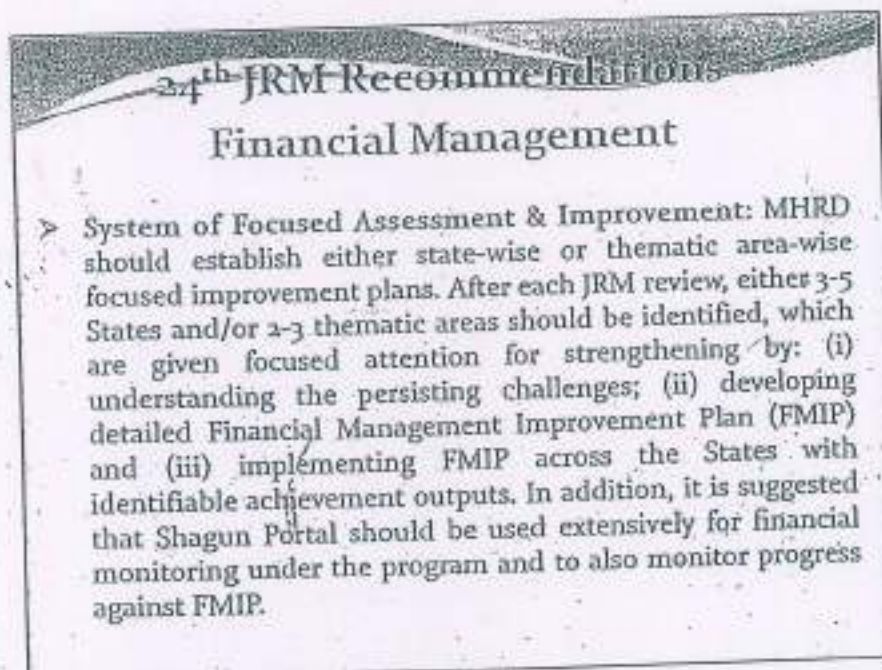 24th JRM Recommendations
Financial Management
➢ System of Focused Assessment & Improvement: MHRD
should establish either state-wise or thematic area-wise
focused improvement plans. After each JRM review, either 3-5
States and/or 2-3 thematic areas should be identified, which
are given focused attention for strengthening by: (i)
understanding the persisting challenges; (ii) developing
detailed Financial Management Improvement Plan (FMIP)
and (iii) implementing FMIP across the States with
identifiable achievement outputs. In addition, it is suggested
that Shagun Portal should be used extensively for financial
monitoring under the program and to also monitor progress
against FMIP.